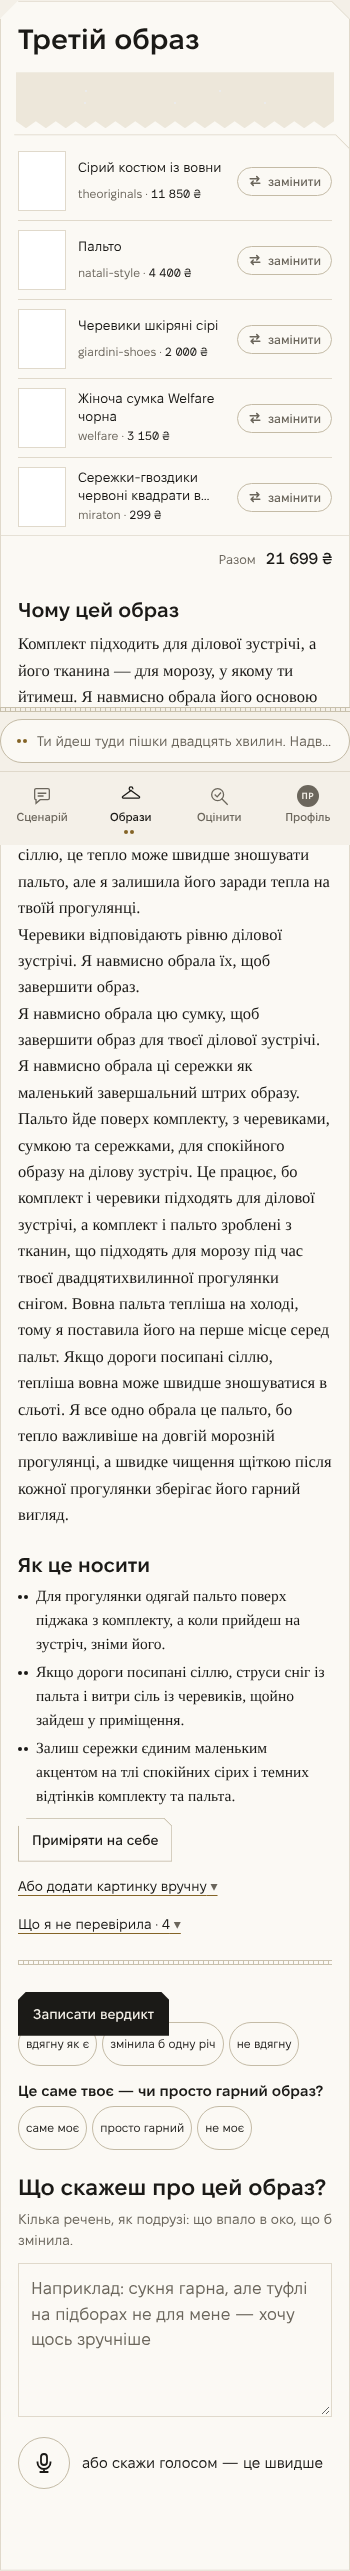 Третій образ
Сірий костюм із вовни
theoriginals · 11 850 ₴
замінити
Пальто
natali-style · 4 400 ₴
замінити
Черевики шкіряні сірі
giardini-shoes · 2 000 ₴
замінити
Жіноча сумка Welfare
чорна
welfare · 3 150 ₴
замінити
Сережки-гвоздики
червоні квадрати в...
miraton · 299 ₴
замінити
Разом 21 699 ₴
Чому цей образ
Комплект підходить для ділової зустрічі, а
його тканина — для морозу, у якому ти
йтимеш. Я навмисно обрала його основою
Ти йдеш туди пішки двадцять хвилин. Надв...
Сценарій
Образи
Оцінити
ПР
Профіль
сіллю, це тепло може швидше зношувати
пальто, але я залишила його заради тепла на
твоїй прогулянці.
Черевики відповідають рівню ділової
зустрічі. Я навмисно обрала їх, щоб
завершити образ.
Я навмисно обрала цю сумку, щоб
завершити образ для твоєї ділової зустрічі.
Я навмисно обрала ці сережки як
маленький завершальний штрих образу.
Пальто йде поверх комплекту, з черевиками,
сумкою та сережками, для спокійного
образу на ділову зустріч. Це працює, бо
комплект і черевики підходять для ділової
зустрічі, а комплект і пальто зроблені з
тканин, що підходять для морозу під час
твоєї двадцятихвилинної прогулянки
снігом. Вовна пальта тепліша на холоді,
тому я поставила його на перше місце серед
пальт. Якщо дороги посипані сіллю,
тепліша вовна може швидше зношуватися в
сльоті. Я все одно обрала це пальто, бо
тепло важливіше на довгій морозній
прогулянці, а швидке чищення щіткою після
кожної прогулянки зберігає його гарний
вигляд.
Як це носити
Для прогулянки одягай пальто поверх
піджака з комплекту, а коли прийдеш на
зустріч, зніми його.
Якщо дороги посипані сіллю, струси сніг із
пальта і витри сіль із черевиків, щойно
зайдеш у приміщення.
Залиш сережки єдиним маленьким
акцентом на тлі спокійних сірих і темних
відтінків комплекту та пальта.
Приміряти на себе
Або додати картинку вручну ▾
Що я не перевірила · 4 ▾
Записати вердикт
вдягну як є
змінила б одну річ
не вдягну
Це саме твоє — чи просто гарний образ?
саме моє
просто гарний
не моє
Що скажеш про цей образ?
Кілька речень, як подрузі: що впало в око, що б
змінила.
Наприклад: сукня гарна, але туфлі
на підборах не для мене — хочу
щось зручніше
або скажи голосом — це швидше